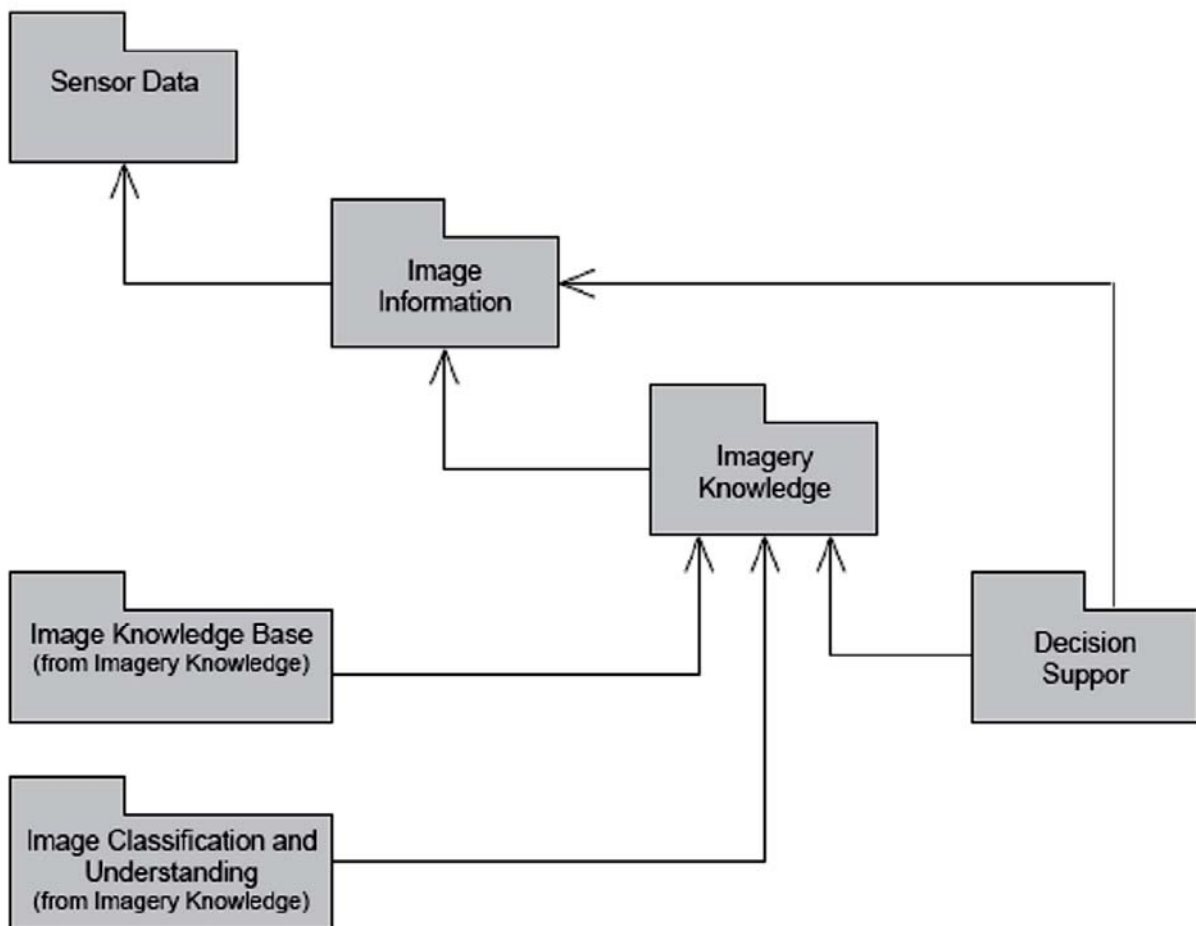 Sensor Data
Image
Information
Imagery
Knowledge
Image Knowledge Base
(from Imagery Knowledge)
Decision
Suppor
Image Classification and
Understanding
(from Imagery Knowledge)